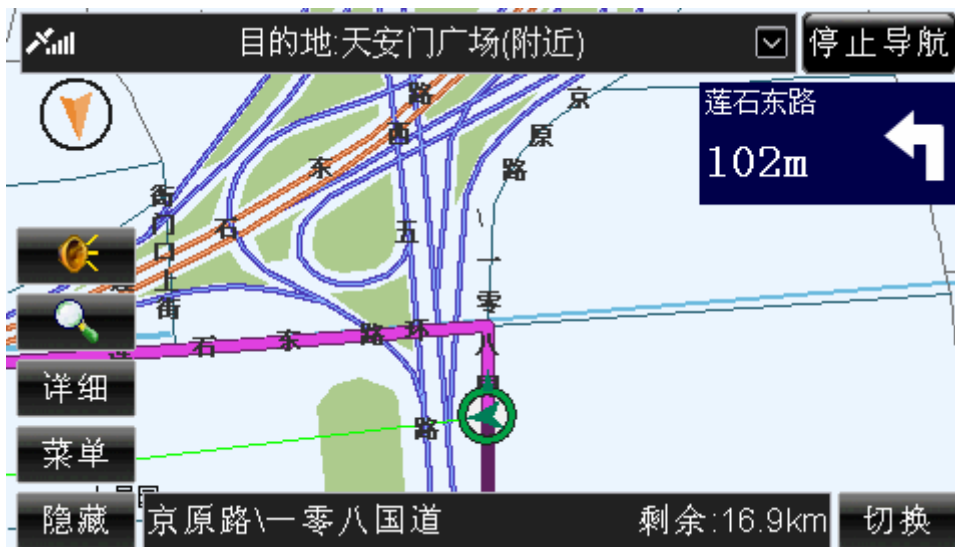 目的地:天安门广场(附近)
停止导航
莲石东路
102m
京原路\一零八国
石东路
衙门口上街
五环路
西
石东路
详细
菜单
隐藏
京原路\一零八国道
剩余:16.9km
切换